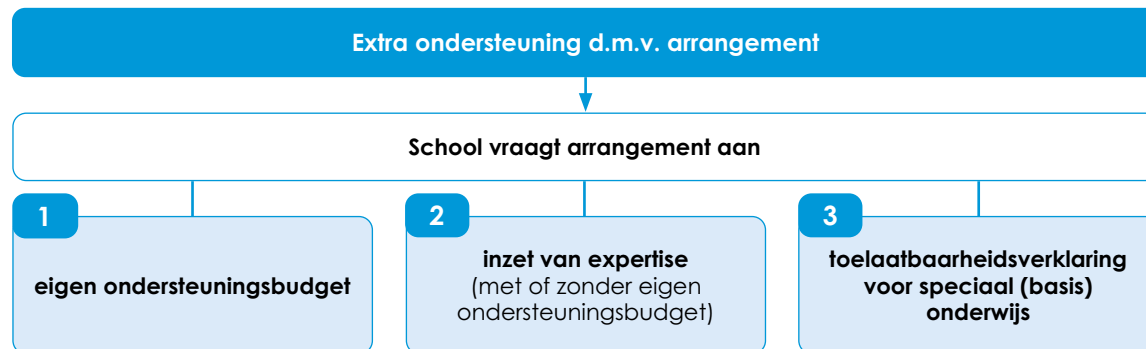 Extra ondersteuning d.m.v. arrangement
School vraagt arrangement aan
1
eigen ondersteuningsbudget
2
inzet van expertise
(met of zonder eigen
ondersteuningsbudget)
3
toelaatbaarheidsverklaring
voor speciaal (basis)
onderwijs